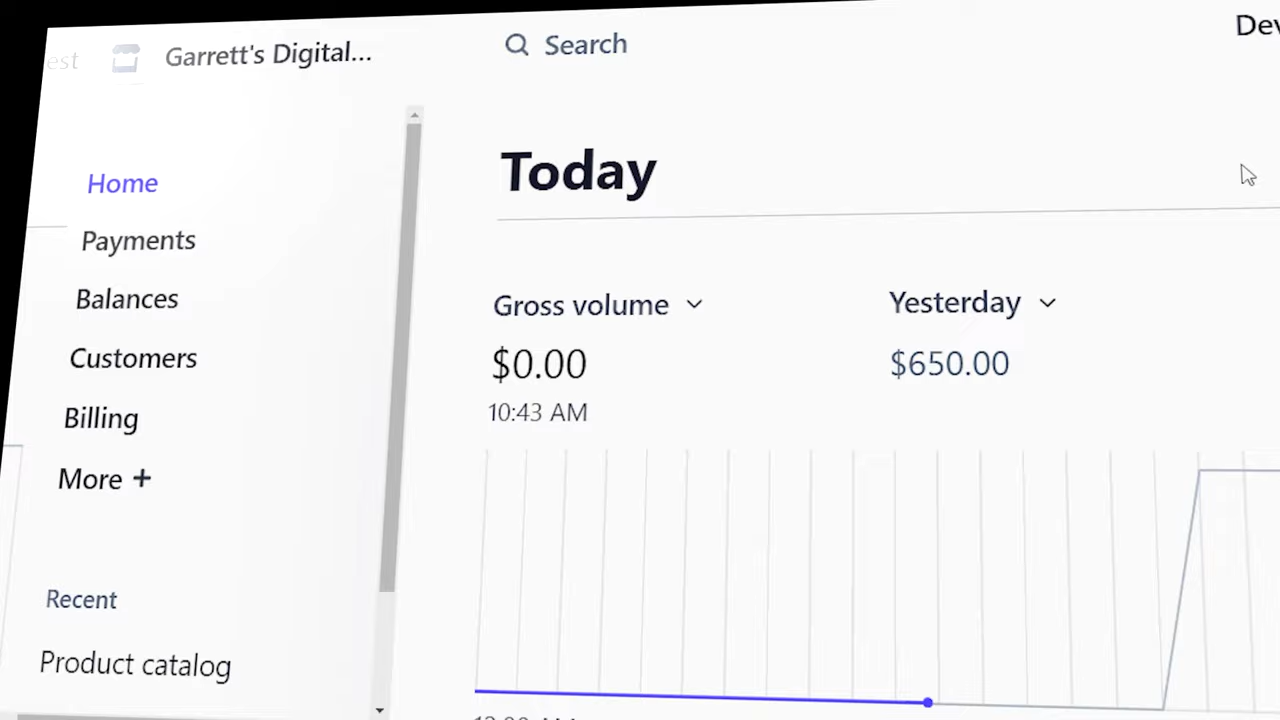 Garrett's Digital...
Search
Dev
Home
Payments
Balances
Customers
Billing
More +
Recent
Product catalog
Today
Gross volume
$0.00
10:43 AM
Yesterday
$650.00